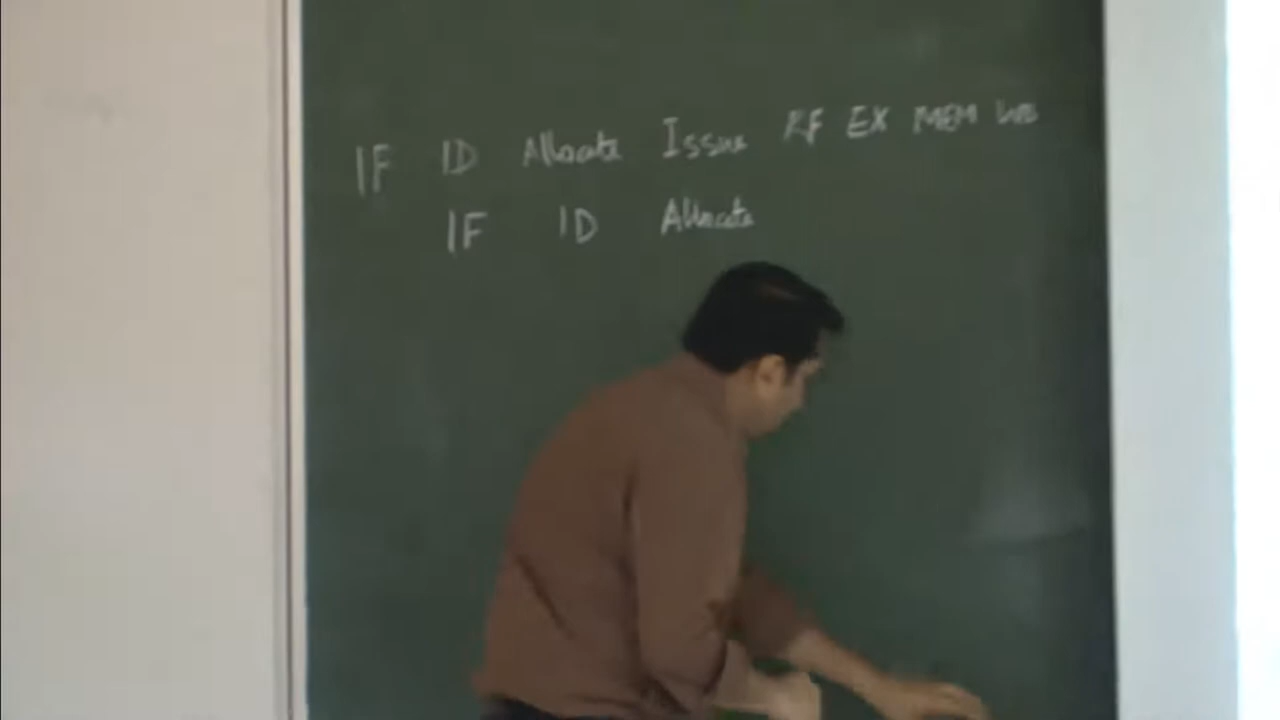 IF ID Allocate Issue RF EX MEM WB
IF ID Allocate